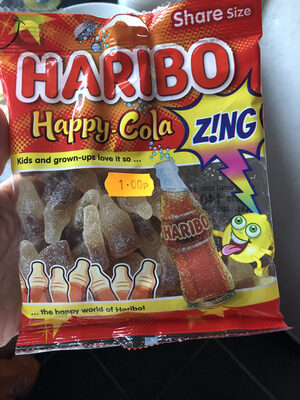 Share Size
HARIBO
Happy-Cola
Z!NG
Kids and grown-ups love it so ...
1.00p
HARIBO
... the happy world of Haribo!